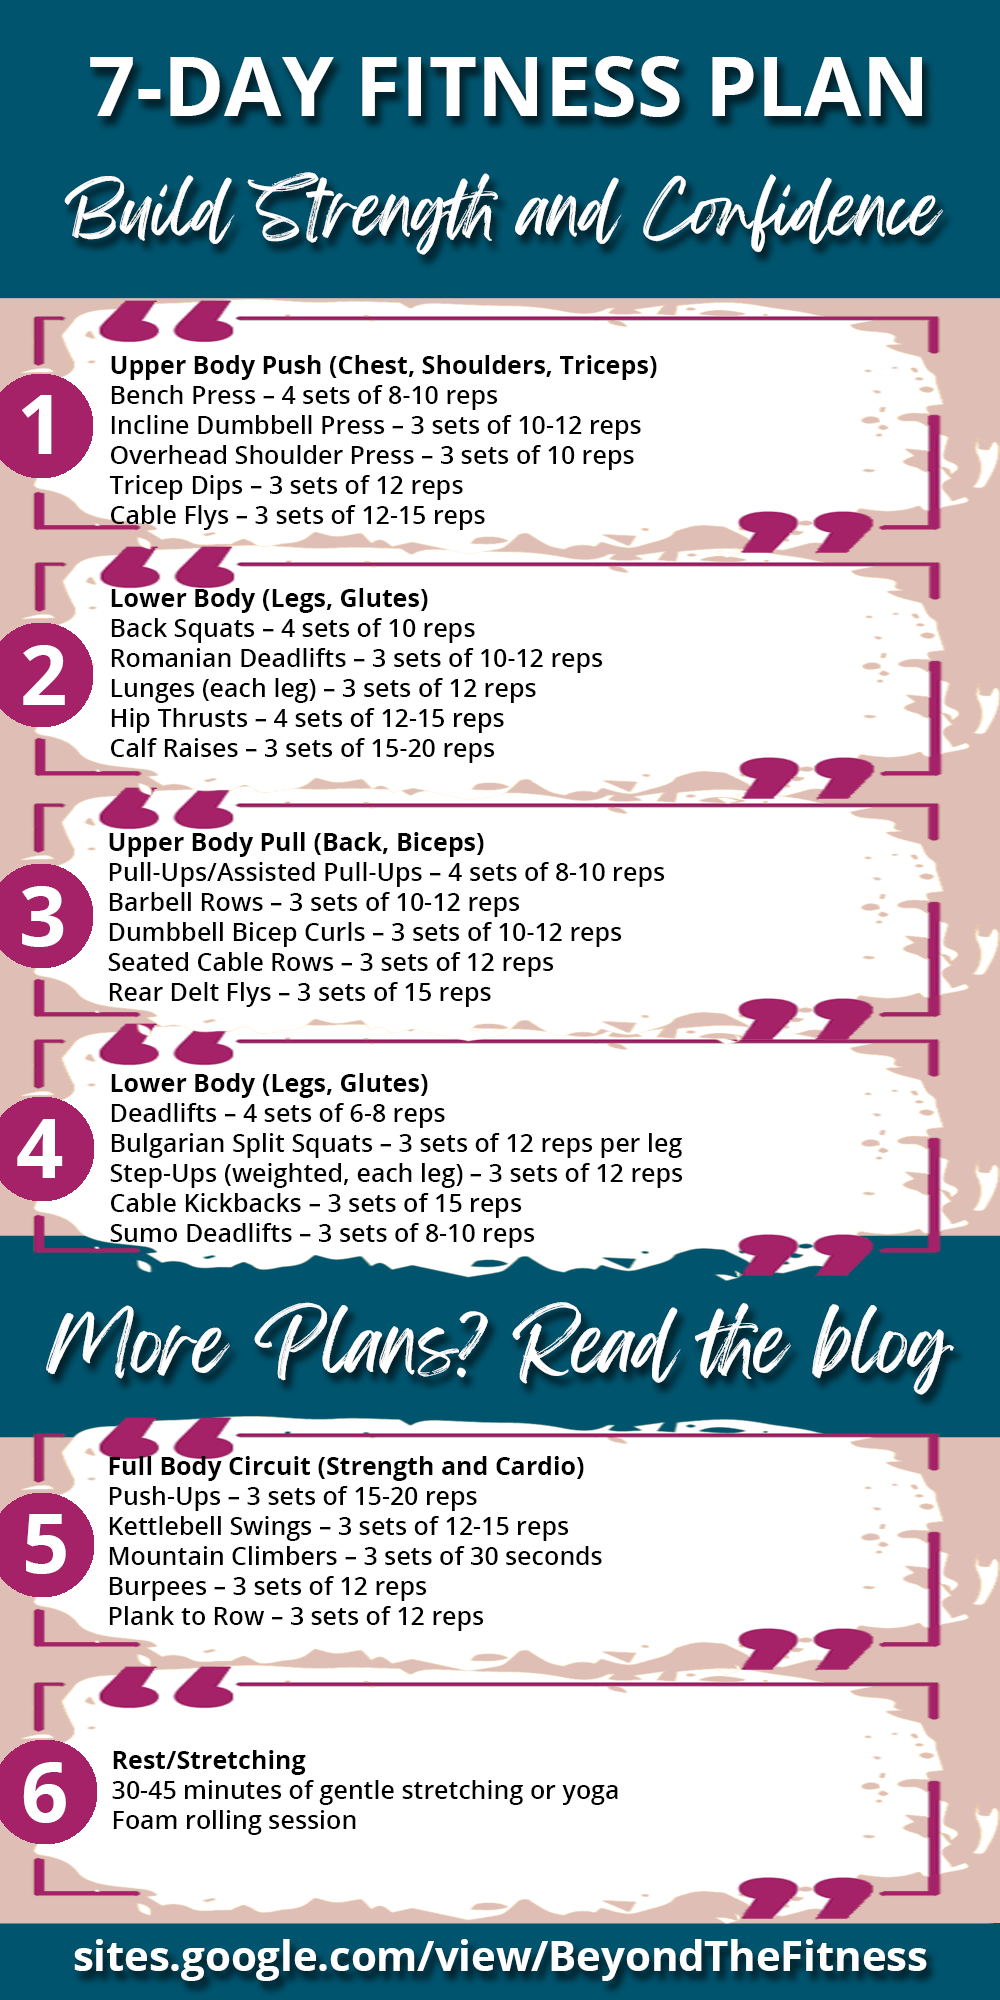 7-DAY FITNESS PLAN
Build Strength and Confidence
1
Upper Body Push (Chest, Shoulders, Triceps)
Bench Press – 4 sets of 8-10 reps
Incline Dumbbell Press – 3 sets of 10-12 reps
Overhead Shoulder Press – 3 sets of 10 reps
Tricep Dips – 3 sets of 12 reps
Cable Flys – 3 sets of 12-15 reps
2
Lower Body (Legs, Glutes)
Back Squats – 4 sets of 10 reps
Romanian Deadlifts – 3 sets of 10-12 reps
Lunges (each leg) – 3 sets of 12 reps
Hip Thrusts – 4 sets of 12-15 reps
Calf Raises – 3 sets of 15-20 reps
3
Upper Body Pull (Back, Biceps)
Pull-Ups/Assisted Pull-Ups – 4 sets of 8-10 reps
Barbell Rows – 3 sets of 10-12 reps
Dumbbell Bicep Curls – 3 sets of 10-12 reps
Seated Cable Rows – 3 sets of 12 reps
Rear Delt Flys – 3 sets of 15 reps
4
Lower Body (Legs, Glutes)
Deadlifts – 4 sets of 6-8 reps
Bulgarian Split Squats – 3 sets of 12 reps per leg
Step-Ups (weighted, each leg) – 3 sets of 12 reps
Cable Kickbacks – 3 sets of 15 reps
Sumo Deadlifts – 3 sets of 8-10 reps
More Plans? Read the blog
5
Full Body Circuit (Strength and Cardio)
Push-Ups – 3 sets of 15-20 reps
Kettlebell Swings – 3 sets of 12-15 reps
Mountain Climbers – 3 sets of 30 seconds
Burpees – 3 sets of 12 reps
Plank to Row – 3 sets of 12 reps
6
Rest/Stretching
30-45 minutes of gentle stretching or yoga
Foam rolling session
sites.google.com/view/BeyondTheFitness